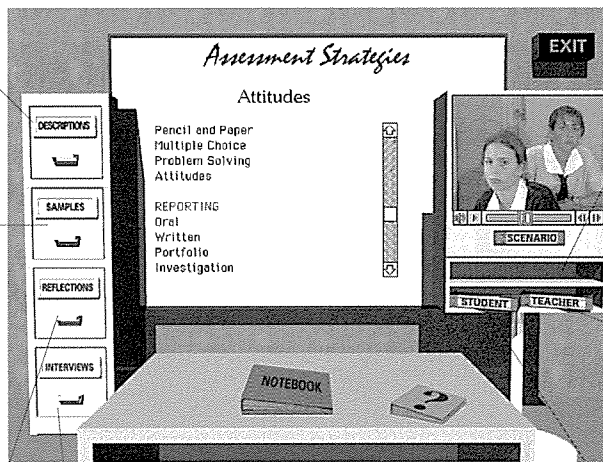 Assessment Strategies
EXIT
Attitudes
DESCRIPTIONS
SAMPLES
REFLECTIONS
INTERVIEWS
Pencil and Paper
Multiple Choice
Problem Solving
Attitudes
REPORTING
Oral
Written
Portfolio
Investigation
SCENARIO
STUDENT TEACHER
NOTEBOOK
?